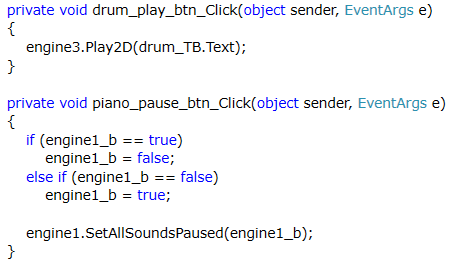 private void drum_play_btn_Click(object sender, EventArgs e)
{
    engine3.Play2D(drum_TB.Text);
}

private void piano_pause_btn_Click(object sender, EventArgs e)
{
    if (engine1_b == true)
        engine1_b = false;
    else if (engine1_b == false)
        engine1_b = true;

    engine1.SetAllSoundsPaused(engine1_b);
}